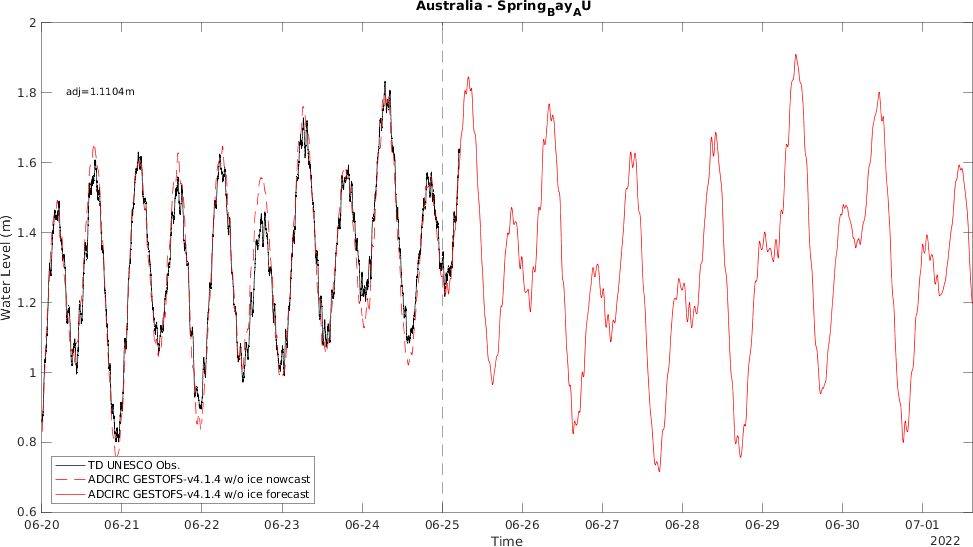 Australia - SpringBayAU
adj=1.1104m
Water Level (m)
2
1.8
1.6
1.4
1.2
1
0.8
0.6
TD UNESCO Obs.
ADCIRC GESTOFS-v4.1.4 w/o ice nowcast
ADCIRC GESTOFS-v4.1.4 w/o ice forecast
06-20 06-21 06-22 06-23 06-24 06-25 06-26 06-27 06-28 06-29 06-30 07-01
Time
2022